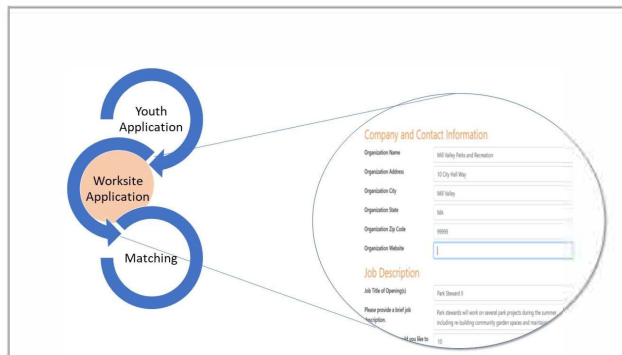 Youth
Application
Worksite
Application
Matching
Company and Contact Information
Organization Name
Mill Valley Parks and Recreation
Organization Address
10 City Hall Way
Organization City
Mill Valley
Organization State
MA
Organization Zip Code
99999
Organization Website
Job Description
Job Title of Opening(s)
Park Steward II
Please provide a brief job
description.
Park stewards will work on several park projects during the summer
including re-building community garden spaces and
you like to
10